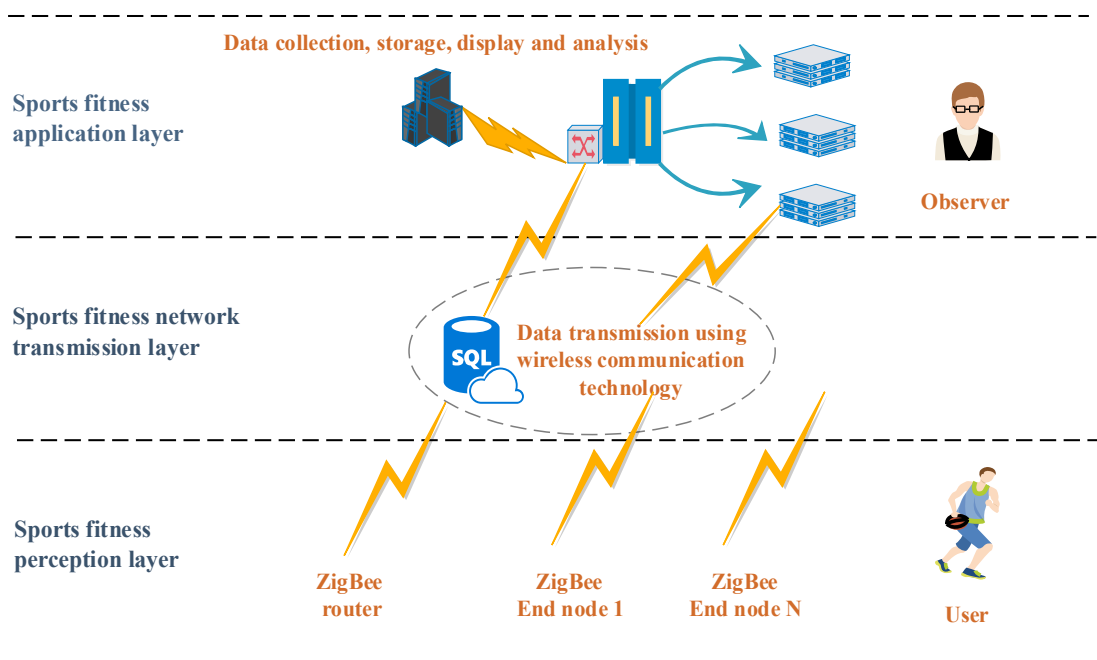 Data collection, storage, display and analysis
Sports fitness
application layer
Observer
Sports fitness network
transmission layer
SQL
Data transmission using
wireless communication
technology
Sports fitness
perception layer
ZigBee
router
ZigBee
End node 1
ZigBee
End node N
User